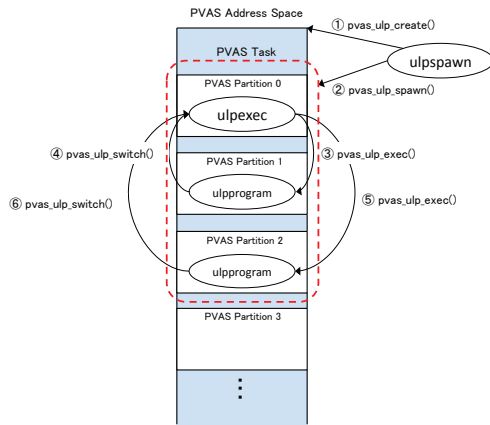 PVAS Address Space
① pvas_ulp_create()
PVAS Task
ulpspawn
PVAS Partition 0
② pvas_ulp_spawn()
ulpexec
④ pvas_ulp_switch()
③ pvas_ulp_exec()
PVAS Partition 1
ulpprogram
⑥ pvas_ulp_switch()
⑤ pvas_ulp_exec()
PVAS Partition 2
ulpprogram
PVAS Partition 3
⋮